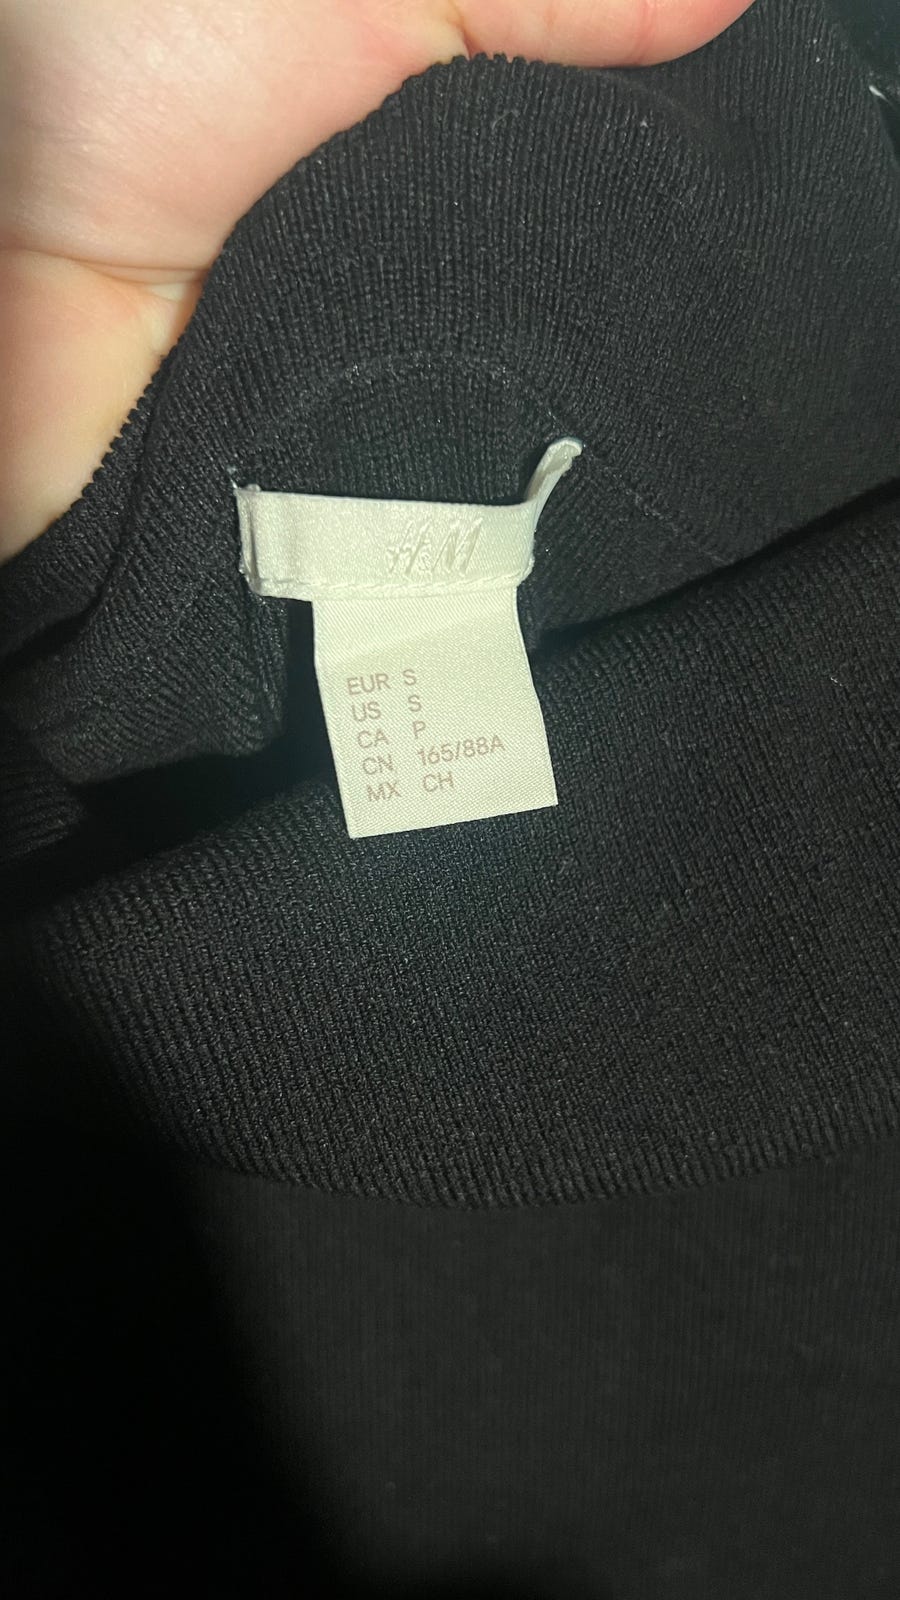 H&M
EUR S
US S
CA P
CN 165/88A
MX CH